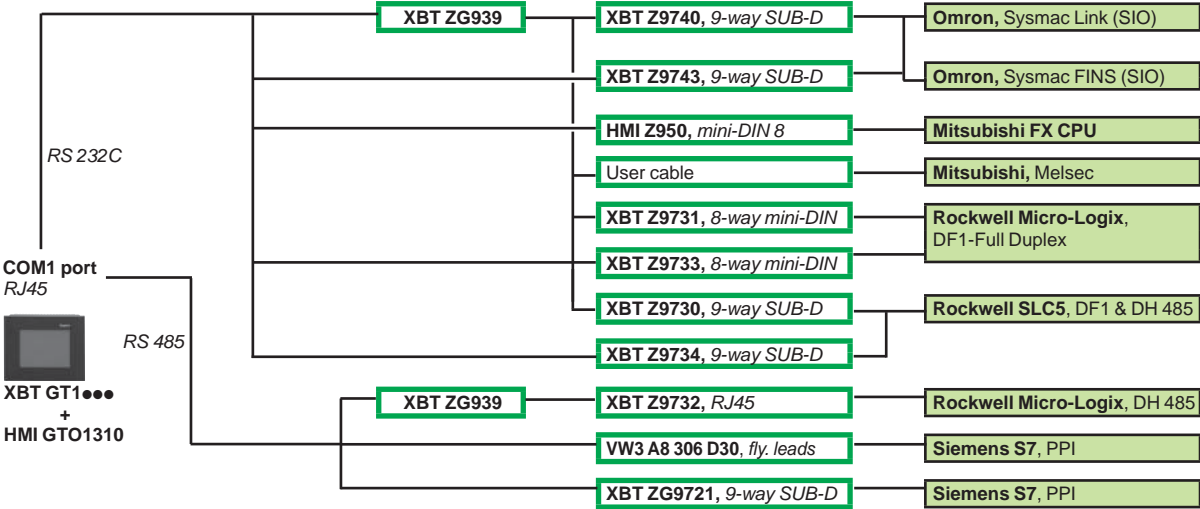 XBT ZG939
XBT Z9740, 9-way SUB-D
Omron, Sysmac Link (SIO)
XBT Z9743, 9-way SUB-D
Omron, Sysmac FINS (SIO)
HMI Z950, mini-DIN 8
Mitsubishi FX CPU
RS 232C
User cable
Mitsubishi, Melsec
XBT Z9731, 8-way mini-DIN
Rockwell Micro-Logix,
DF1-Full Duplex
XBT Z9733, 8-way mini-DIN
COM1 port
RJ45
XBT Z9730, 9-way SUB-D
Rockwell SLC5, DF1 & DH 485
RS 485
XBT Z9734, 9-way SUB-D
XBT GT1●●●
+
HMI GTO1310
XBT ZG939
XBT Z9732, RJ45
Rockwell Micro-Logix, DH 485
VW3 A8 306 D30, fly. leads
Siemens S7, PPI
XBT ZG9721, 9-way SUB-D
Siemens S7, PPI